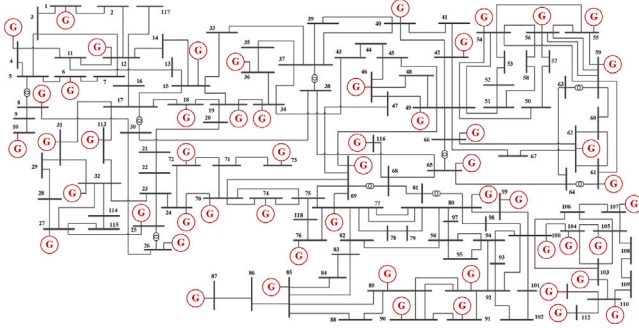 1 2 117 33 39 40 41 54 56 55
G G G G
3 14 35 37 42 G 53 57 59
G 11 12 G 13 G 43 44 45 G
4 G 15 36 46 48 52 58 63
5 6 7 16 G 38 G 47 49 51 50 60
8 G 17 18 19 G G 34 66 G 62 G
9 G G 20 67 61 G
10 G 31 113 30 116 G 65 G 64
G G 21 72 G 71 G 73 G 68
29 32 22 69 81
28 G 23 24 70 74 75 77 80 G 99 G
27 G 114 G G G 118 G 97 98 106 107 G
115 25 G 76 78 79 96 94 100 104 105 108
26 G G 82 95 93 G G G 109
83 103 G
87 86 85 84 89 G G G 92 101 G 110
G G 88 90 G 91 G 102 G 112 G